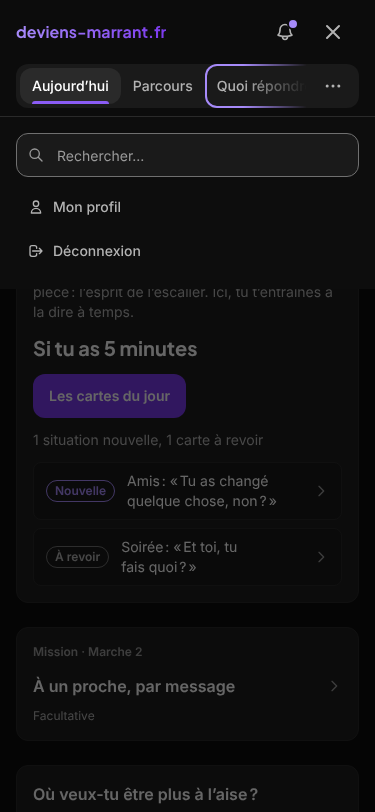 deviens-marrant.fr
Aujourd’hui
Parcours
Quoi répond
Rechercher...
Mon profil
Déconnexion
pièce : l’esprit de l’escalier. Ici, tu t’entraînes à
la dire à temps.
Si tu as 5 minutes
Les cartes du jour
1 situation nouvelle, 1 carte à revoir
Nouvelle
Amis : « Tu as changé
quelque chose, non ? »
À revoir
Soirée : « Et toi, tu
fais quoi ? »
Mission · Marche 2
À un proche, par message
Facultative
Où veux-tu être plus à l’aise ?